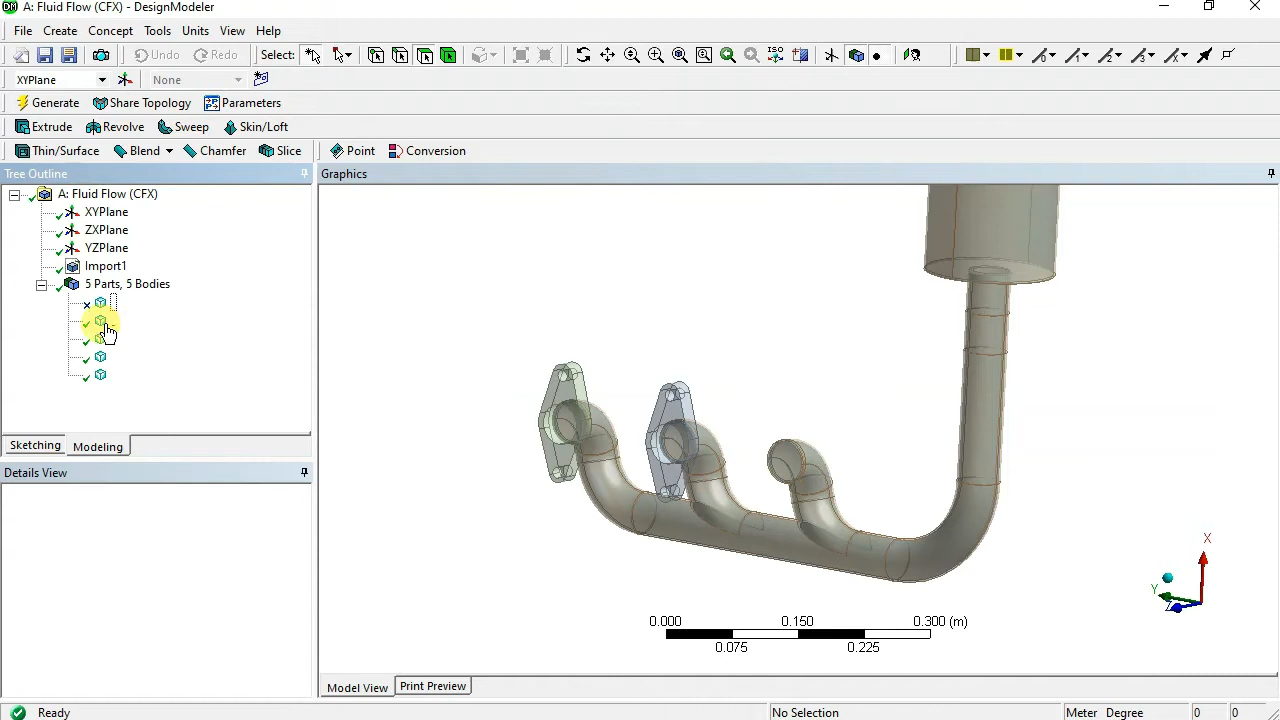 A: Fluid Flow (CFX) - DesignModeler
File Create Concept Tools Units View Help
Undo Redo Select:
XYPlane None
Generate Share Topology Parameters
Extrude Revolve Sweep Skin/Loft
Thin/Surface Blend Chamfer Slice Point Conversion
Tree Outline
A: Fluid Flow (CFX)
XYPlane
ZXPlane
YZPlane
Import1
5 Parts, 5 Bodies
Sketching Modeling
Details View
Graphics
X
Y
Z
0.000 0.150 0.300 (m)
0.075 0.225
Model View Print Preview
Ready No Selection Meter Degree 0 0